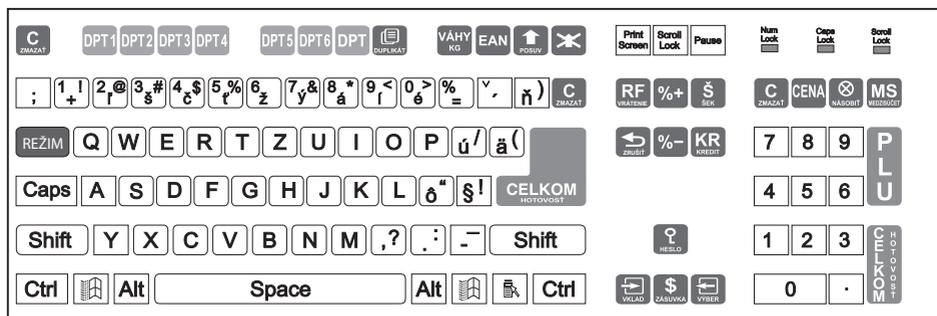 C ZMAZAŤ DPT1 DPT2 DPT3 DPT4 DPT5 DPT6 DPT DUPLIKÁT VÁHY KG EAN POSUV Print Screen Scroll Lock Pause Num Lock Caps Lock Scroll Lock
; 1 ! + 2 @ ľ 3 # š 4 $ č 5 % ť 6 ^ ž 7 & ý 8 * á 9 < í 0 > é % = ˇ ´ ň ) C ZMAZAŤ RF VRÁTENIE %+ Š ŠEK C ZMAZAŤ CENA ⊗ NÁSOBIŤ MS MEDZISÚČET
REŽIM Q W E R T Z U I O P ú / ä ( ZRUŠIŤ %− KR KREDIT 7 8 9 PLU
Caps A S D F G H J K L ô " § ! CELKOM HOTOVOSŤ 4 5 6
Shift Y X C V B N M , ? . : - _ Shift HESLO 1 2 3 CELKOM HOTOVOSŤ
Ctrl Alt Space Alt Ctrl VKLAD $ ZÁSUVKA VÝBER 0 .